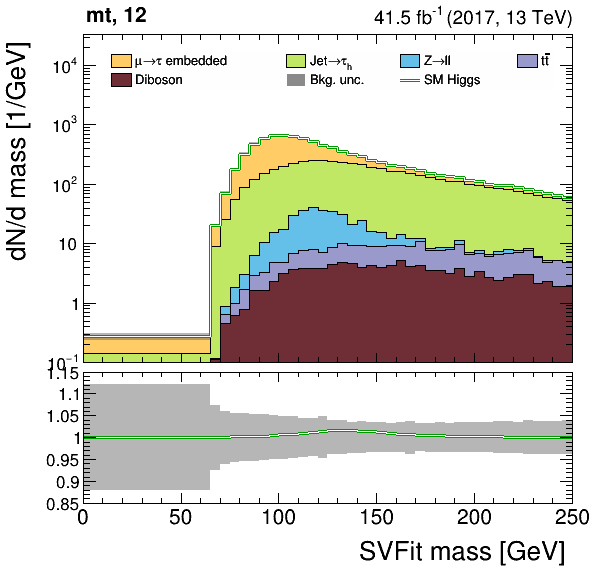 mt, 12 41.5 fb⁻¹ (2017, 13 TeV)
dN/d mass [1/GeV]
10⁴
10³
10²
10
1
10⁻¹
μ→τ embedded Jet→τₕ Z→ll tt̄
Diboson Bkg. unc. SM Higgs
1.15
1.1
1.05
1
0.95
0.9
0.85
0 50 100 150 200 250
SVFit mass [GeV]